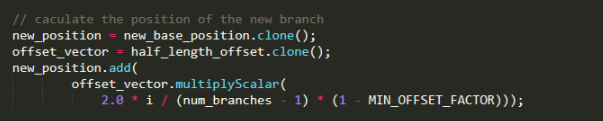 // caculate the position of the new branch
new_position = new_base_position.clone();
offset_vector = half_length_offset.clone();
new_position.add(
offset_vector.multiplyScalar(
2.0 * i / (num_branches - 1) * (1 - MIN_OFFSET_FACTOR)));